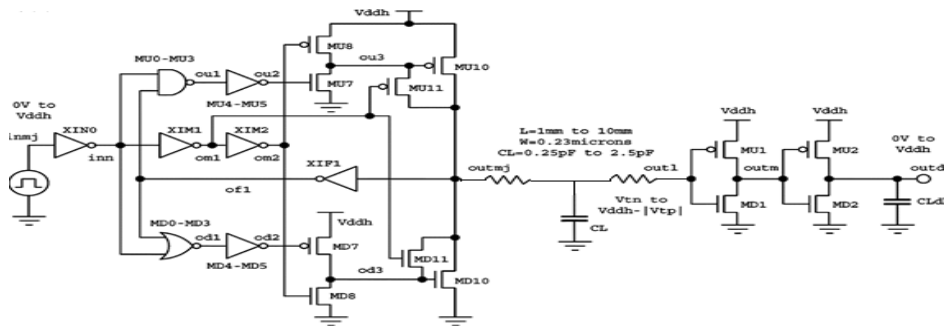 Vddh
MU8
MU0-MU3
ou3
MU10
ou1
ou2
MU7
MU11
0V to
Vddh
MU4-MU5
inmj
XIN0
XIM1
XIM2
inn
om1
om2
L=1mm to 10mm
W=0.23microns
CL=0.25pF to 2.5pF
Vddh
Vddh
MU1
MU2
0V to
Vddh
XIF1
of1
outmj
outl
outm
outd
Vtn to
Vddh-|Vtp|
MD1
MD2
CLd
CL
MD0-MD3
Vddh
od1
od2
MD7
MD11
MD4-MD5
od3
MD10
MD8